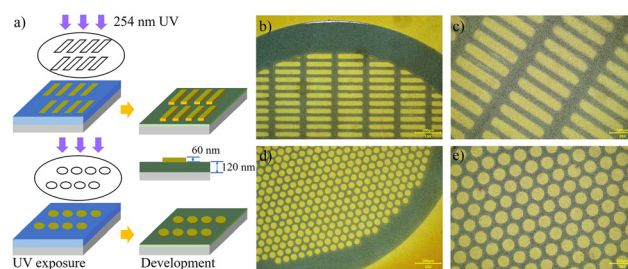 a)
254 nm UV
60 nm
120 nm
UV exposure
Development
b)
c)
d)
e)